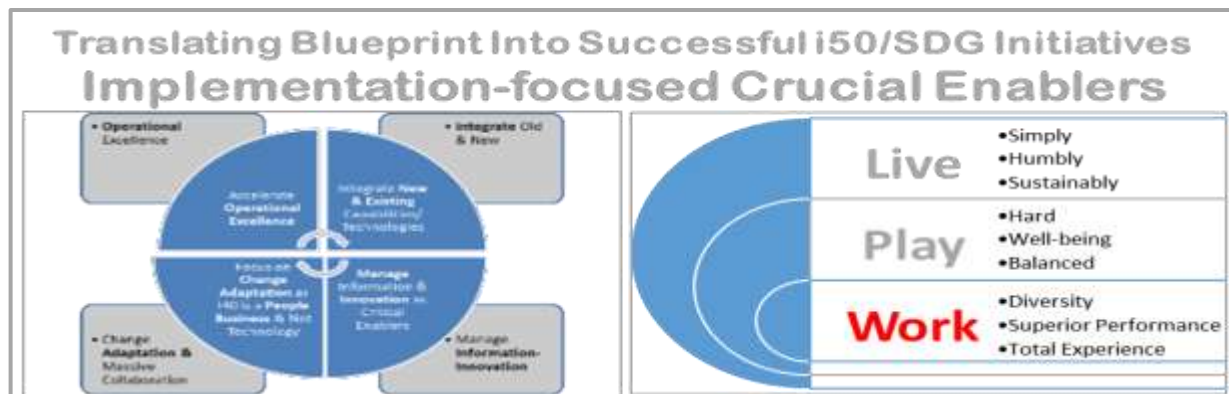 Translating Blueprint Into Successful i50/SDG Initiatives
Implementation-focused Crucial Enablers
• Operational
Excellence
• Integrate Old
& New
Accelerate
Operational
Excellence
Integrate New
& Existing
Capabilities/
Technologies
Focus on
Change
Adaptation as
is a People
Business & Not
Technology
Manage
Information &
Innovation as
Critical
Enablers
• Change
Adaptation &
Massive
Collaboration
• Manage
Information-
Innovation
Live
•Simply
•Humbly
•Sustainably
Play
•Hard
•Well-being
•Balanced
Work
•Diversity
•Superior Performance
•Total Experience